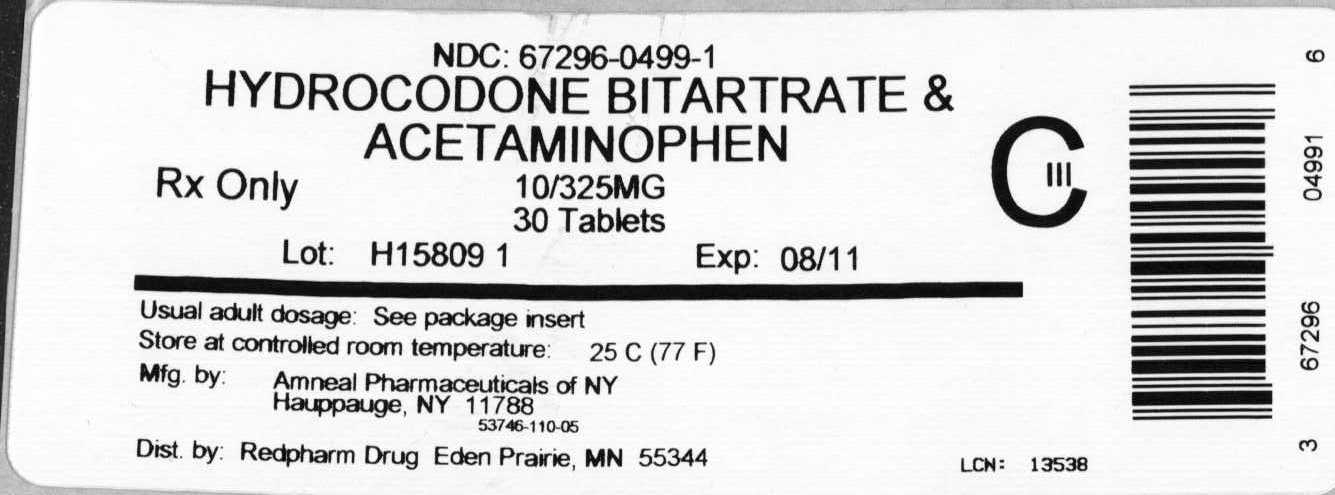 NDC: 67296-0499-1
HYDROCODONE BITARTRATE &
ACETAMINOPHEN
Rx Only
10/325MG
30 Tablets
C III
Lot: H15809 1 Exp: 08/11
Usual adult dosage: See package insert
Store at controlled room temperature: 25 C (77 F)
Mfg. by: Amneal Pharmaceuticals of NY
Hauppauge, NY 11788
53746-110-05
Dist. by: Redpharm Drug Eden Prairie, MN 55344
LCN: 13538
3 67296 04991 6